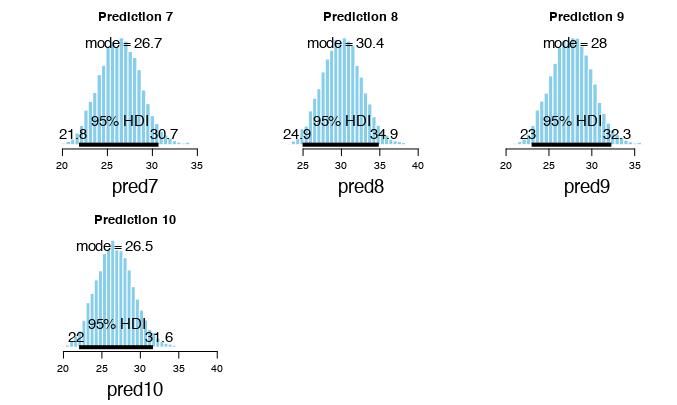 Prediction 7
mode = 26.7
95% HDI
21.8 30.7
20 25 30 35
pred7
Prediction 8
mode = 30.4
95% HDI
24.9 34.9
25 30 35 40
pred8
Prediction 9
mode = 28
95% HDI
23 32.3
20 25 30 35
pred9
Prediction 10
mode = 26.5
95% HDI
22 31.6
20 25 30 35 40
pred10